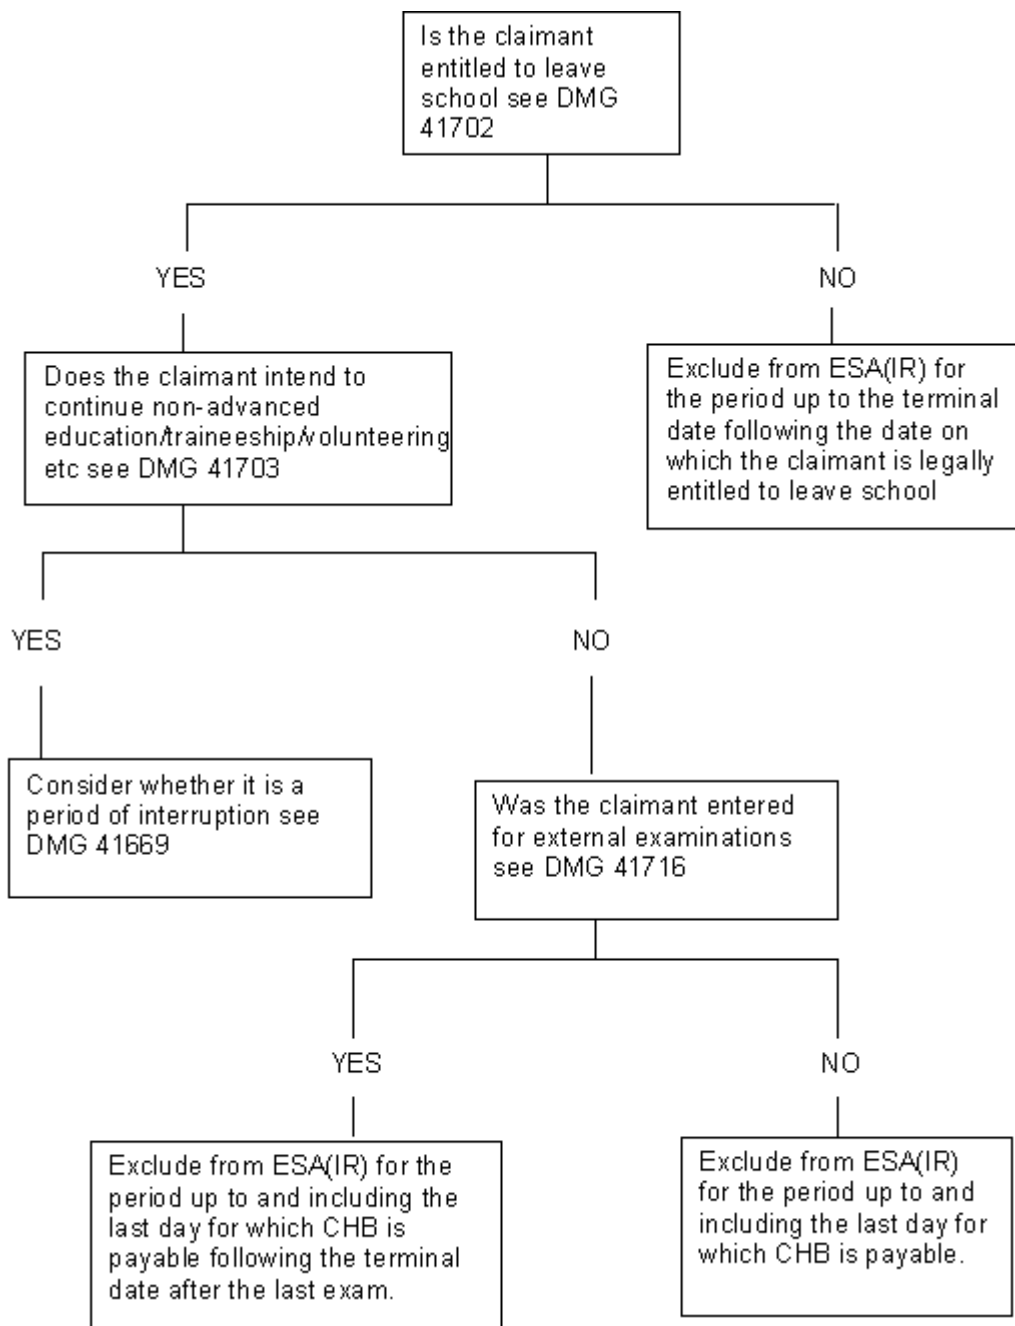 Is the claimant
entitled to leave
school see DMG
41702
YES
NO
Does the claimant intend to
continue non-advanced
education/traineeship/volunteering
etc see DMG 41703
Exclude from ESA(IR) for
the period up to the terminal
date following the date on
which the claimant is legally
entitled to leave school
YES
NO
Consider whether it is a
period of interruption see
DMG 41669
Was the claimant entered
for external examinations
see DMG 41716
YES
NO
Exclude from ESA(IR) for the
period up to and including the
last day for which CHB is
payable following the terminal
date after the last exam.
Exclude from ESA(IR)
for the period up to and
including the last day for
which CHB is payable.